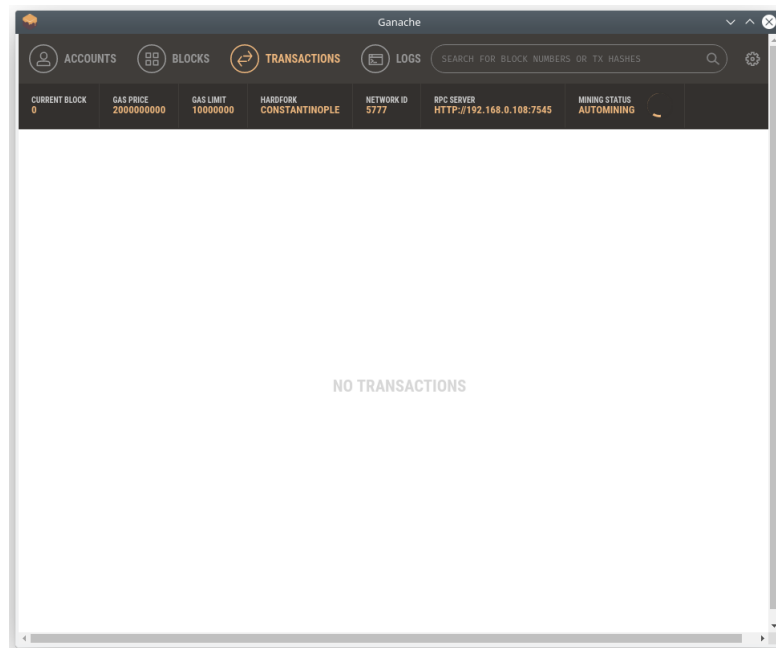 Ganache
ACCOUNTS BLOCKS TRANSACTIONS LOGS SEARCH FOR BLOCK NUMBERS OR TX HASHES
CURRENT BLOCK GAS PRICE GAS LIMIT HARDFORK NETWORK ID RPC SERVER MINING STATUS
0 2000000000 10000000 CONSTANTINOPLE 5777 HTTP://192.168.0.108:7545 AUTOMINING
NO TRANSACTIONS